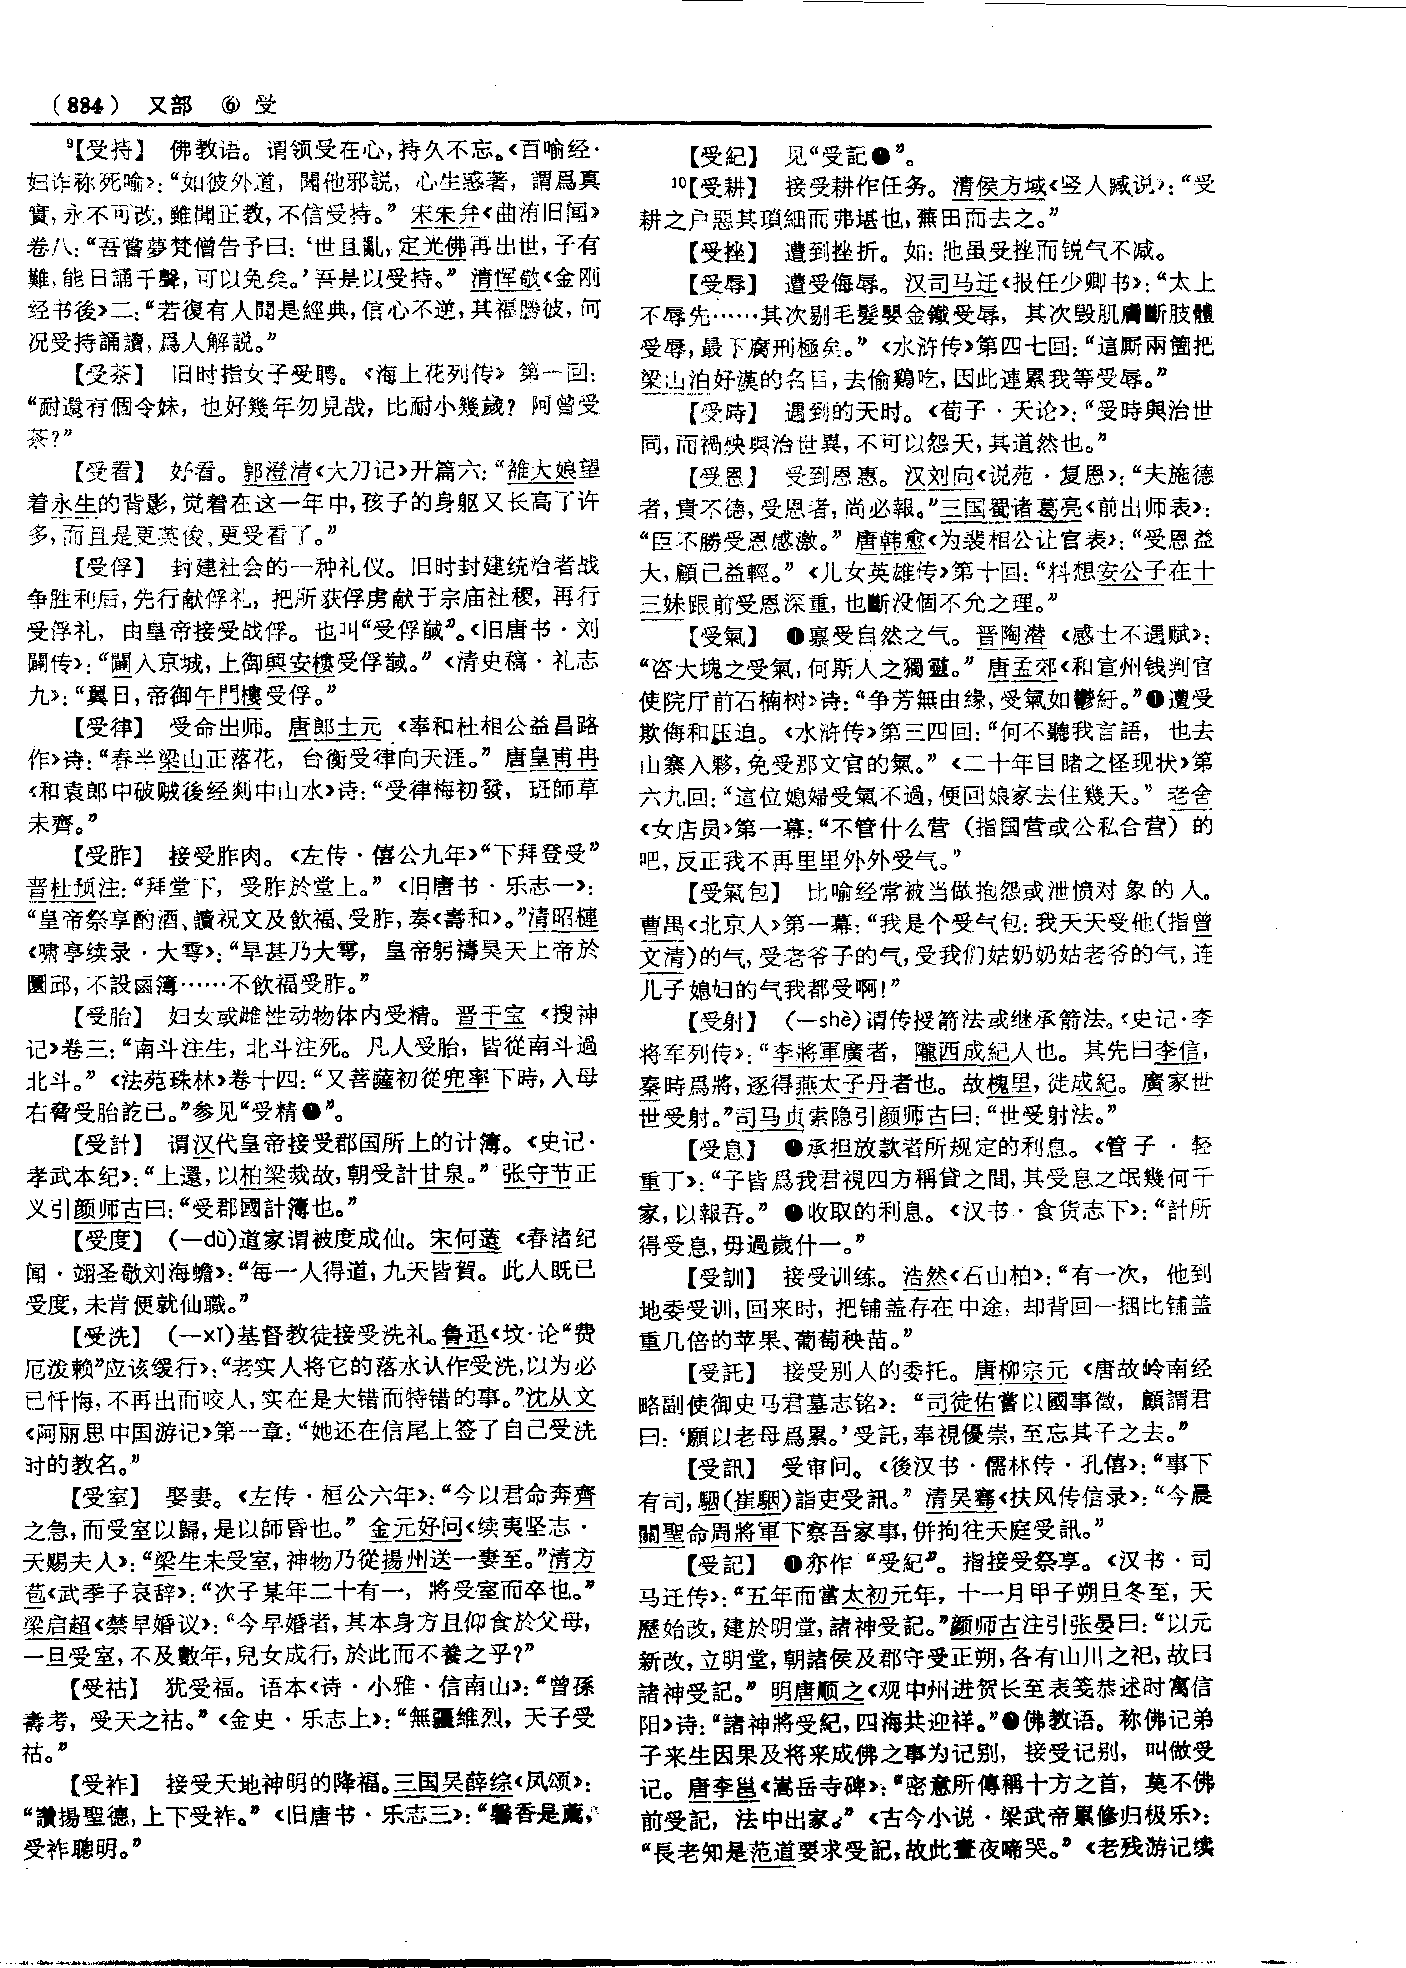 （884） 又部 ⑥ 受
⁹【受持】 佛教语。谓领受在心，持久不忘。《百喻经·
妇诈称死喻》：“如彼外道，聞他邪説，心生惑著，謂爲真
實，永不可改，雖聞正教，不信受持。”宋朱弁《曲洧旧闻》
卷八：“吾嘗夢梵僧告予曰：‘世且亂，定光佛再出世，子有
難，能日誦千聲，可以免矣。’吾是以受持。”清恽敬《金刚
经书後》二：“若復有人聞是經典，信心不逆，其福勝彼，何
况受持誦讀，爲人解説。”
【受茶】 旧时指女子受聘。《海上花列传》第一回：
“耐還有個令妹，也好幾年勿見哉，比耐小幾歲？阿曾受
茶？”
【受看】 好看。郭澄清《大刀记》开篇六：“雒大娘望
着永生的背影，觉着在这一年中，孩子的身躯又长高了许
多，而且是更英俊、更受看了。”
【受俘】 封建社会的一种礼仪。旧时封建统治者战
争胜利后，先行献俘礼，把所获俘虏献于宗庙社稷，再行
受俘礼，由皇帝接受战俘。也叫“受俘馘”。《旧唐书·刘
闢传》：“闢入京城，上御興安樓受俘馘。”《清史稿·礼志
九》：“翼日，帝御午門樓受俘。”
【受律】 受命出师。唐郎士元《奉和杜相公益昌路
作》诗：“春半梁山正落花，台衡受律向天涯。”唐皇甫冉
《和袁郎中破贼後经剡中山水》诗：“受律梅初發，班師草
未齊。”
【受胙】 接受胙肉。《左传·僖公九年》“下拜登受”
晋杜预注：“拜堂下，受胙於堂上。”《旧唐书·乐志一》：
“皇帝祭享酌酒、讀祝文及飲福、受胙，奏《壽和》。”清昭槤
《啸亭续录·大雩》：“旱甚乃大雩，皇帝躬禱昊天上帝於
圜邱，不設鹵簿……不飲福受胙。”
【受胎】 妇女或雌性动物体内受精。晋干宝《搜神
记》卷三：“南斗注生，北斗注死。凡人受胎，皆從南斗過
北斗。”《法苑珠林》卷十四：“又菩薩初從兜率下時，入母
右脅受胎訖已。”参见“受精❶”。
【受計】 谓汉代皇帝接受郡国所上的计簿。《史记·
孝武本纪》：“上還，以柏梁烖故，朝受計甘泉。”张守节正
义引颜师古曰：“受郡國計簿也。”
【受度】 （—dù）道家谓被度成仙。宋何薳《春渚纪
闻·翊圣敬刘海蟾》：“每一人得道，九天皆賀。此人既已
受度，未肯便就仙職。”
【受洗】 （—xǐ）基督教徒接受洗礼。鲁迅《坟·论“费
厄泼赖”应该缓行》：“老实人将它的落水认作受洗，以为必
已忏悔，不再出而咬人，实在是大错而特错的事。”沈从文
《阿丽思中国游记》第一章：“她还在信尾上签了自己受洗
时的教名。”
【受室】 娶妻。《左传·桓公六年》：“今以君命奔齊
之急，而受室以歸，是以師昏也。”金元好问《续夷坚志·
天赐夫人》：“梁生未受室，神物乃從揚州送一妻至。”清方
苞《武季子哀辞》：“次子某年二十有一，將受室而卒也。”
梁启超《禁早婚议》：“今早婚者，其本身方且仰食於父母，
一旦受室，不及數年，兒女成行，於此而不養之乎？”
【受祜】 犹受福。语本《诗·小雅·信南山》：“曾孫
壽考，受天之祜。”《金史·乐志上》：“無疆維烈，天子受
祜。”
【受祚】 接受天地神明的降福。三国吴薛综《凤颂》：
“讚揚聖德，上下受祚。”《旧唐书·乐志三》：“馨香是薦，
受祚聰明。”
【受紀】 见“受記❶”。
¹⁰【受耕】 接受耕作任务。清侯方域《竖人臧说》：“受
耕之户惡其瑣細而弗堪也，蕪田而去之。”
【受挫】 遭到挫折。如：他虽受挫而锐气不减。
【受辱】 遭受侮辱。汉司马迁《报任少卿书》：“太上
不辱先……其次剔毛髮嬰金鐵受辱，其次毁肌膚斷肢體
受辱，最下腐刑極矣。”《水浒传》第四七回：“這厮兩箇把
梁山泊好漢的名目，去偷鷄吃，因此連累我等受辱。”
【受時】 遇到的天时。《荀子·天论》：“受時與治世
同，而禍殃與治世異，不可以怨天，其道然也。”
【受恩】 受到恩惠。汉刘向《说苑·复恩》：“夫施德
者，貴不德，受恩者，尚必報。”三国蜀诸葛亮《前出师表》：
“臣不勝受恩感激。”唐韩愈《为裴相公让官表》：“受恩益
大，顧己益輕。”《儿女英雄传》第十回：“料想安公子在十
三妹跟前受恩深重，也斷没個不允之理。”
【受氣】 ❶禀受自然之气。晋陶潜《感士不遇赋》：
“咨大塊之受氣，何斯人之獨靈。”唐孟郊《和宣州钱判官
使院厅前石楠树》诗：“争芳無由缘，受氣如鬱紆。”❷遭受
欺侮和压迫。《水浒传》第三四回：“何不聽我言語，也去
山寨入夥，免受那文官的氣。”《二十年目睹之怪现状》第
六九回：“這位媳婦受氣不過，便回娘家去住幾天。”老舍
《女店员》第一幕：“不管什么营（指国营或公私合营）的
吧，反正我不再里里外外受气。”
【受氣包】 比喻经常被当做抱怨或泄愤对象的人。
曹禺《北京人》第一幕：“我是个受气包：我天天受他（指曾
文清）的气，受老爷子的气，受我们姑奶奶姑老爷的气，连
儿子媳妇的气我都受啊！”
【受射】 （—shè）谓传授箭法或继承箭法。《史记·李
将军列传》：“李將軍廣者，隴西成紀人也。其先曰李信，
秦時爲將，逐得燕太子丹者也。故槐里，徙成紀。廣家世
世受射。”司马贞索隐引颜师古曰：“世受射法。”
【受息】 ❶承担放款者所规定的利息。《管子·轻
重丁》：“子皆爲我君視四方稱貸之間，其受息之氓幾何千
家，以報吾。”❷收取的利息。《汉书·食货志下》：“計所
得受息，毋過歲什一。”
【受訓】 接受训练。浩然《石山柏》：“有一次，他到
地委受训，回来时，把铺盖存在中途，却背回一捆比铺盖
重几倍的苹果、葡萄秧苗。”
【受託】 接受别人的委托。唐柳宗元《唐故岭南经
略副使御史马君墓志铭》：“司徒佑嘗以國事徵，顧謂君
曰：‘願以老母爲累。’受託，奉視優崇，至忘其子之去。”
【受訊】 受审问。《後汉书·儒林传·孔僖》：“事下
有司，駰（崔駰）詣吏受訊。”清吴骞《扶风传信录》：“今晨
關聖命周將軍下察吾家事，併拘往天庭受訊。”
【受記】 ❶亦作“受紀”。指接受祭享。《汉书·司
马迁传》：“五年而當太初元年，十一月甲子朔旦冬至，天
歷始改，建於明堂，諸神受記。”颜师古注引张晏曰：“以元
新改，立明堂，朝諸侯及郡守受正朔，各有山川之祀，故曰
諸神受記。”明唐顺之《观中州进贺长至表笺恭述时寓信
阳》诗：“諸神將受紀，四海共迎祥。”❷佛教语。称佛记弟
子来生因果及将来成佛之事为记别，接受记别，叫做受
记。唐李邕《嵩岳寺碑》：“密意所傳稱十方之首，莫不佛
前受記，法中出家。”《古今小说·梁武帝累修归极乐》：
“長老知是范道要求受記，故此晝夜啼哭。”《老残游记续